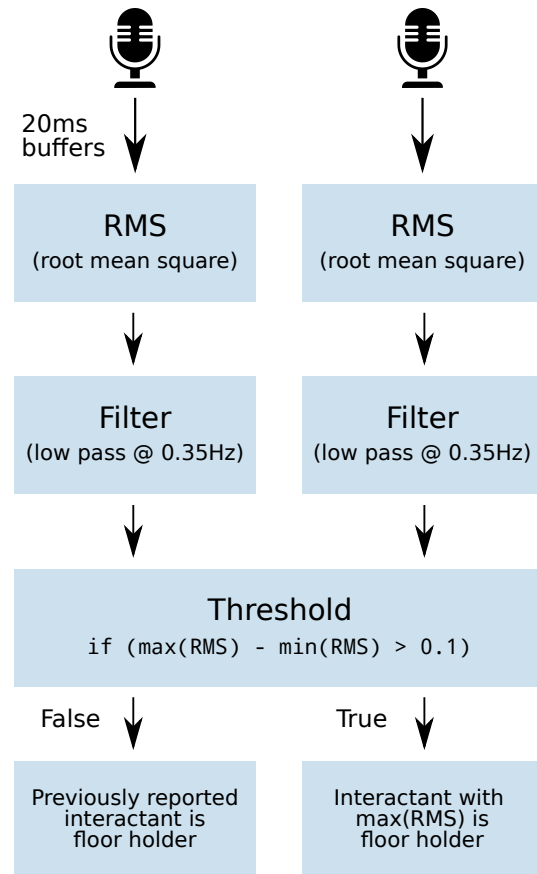 20ms
buffers
RMS
(root mean square)
RMS
(root mean square)
Filter
(low pass @ 0.35Hz)
Filter
(low pass @ 0.35Hz)
Threshold
if (max(RMS) - min(RMS) > 0.1)
False
True
Previously reported
interactant is
floor holder
Interactant with
max(RMS) is
floor holder